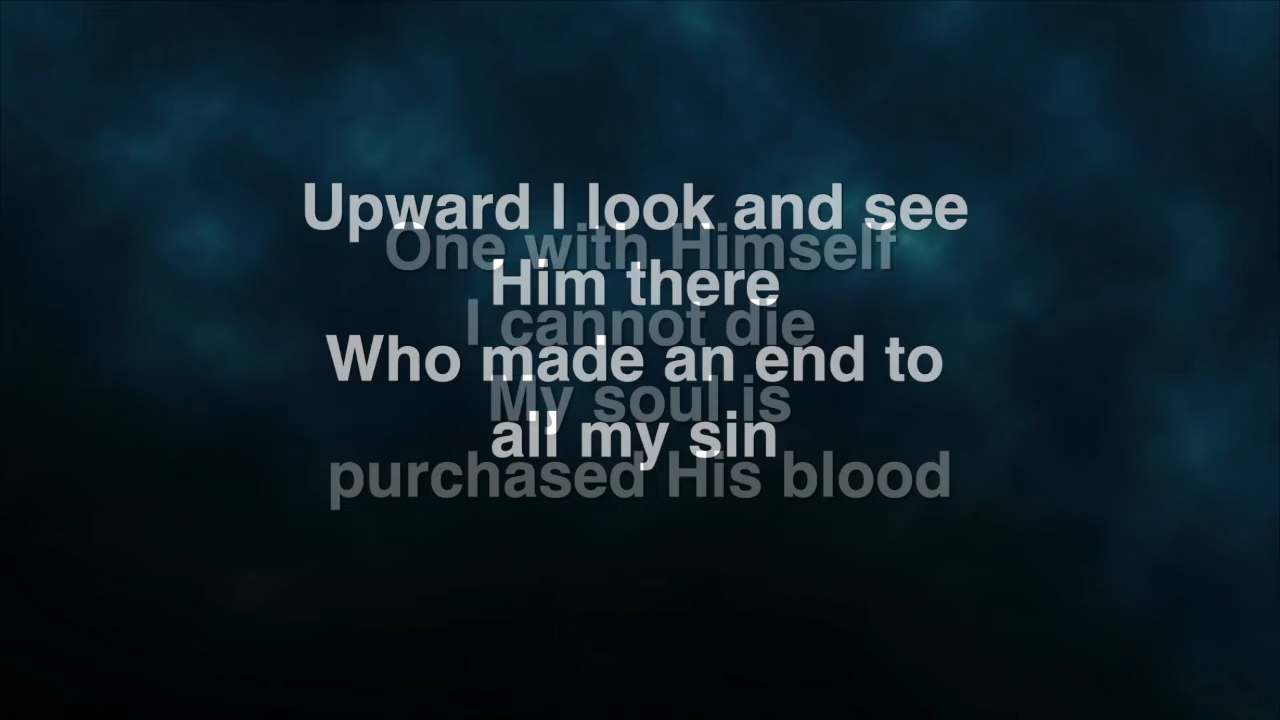 Upward I look and see
Him there
Who made an end to
all my sin
One with Himself
I cannot die
My soul is
purchased His blood